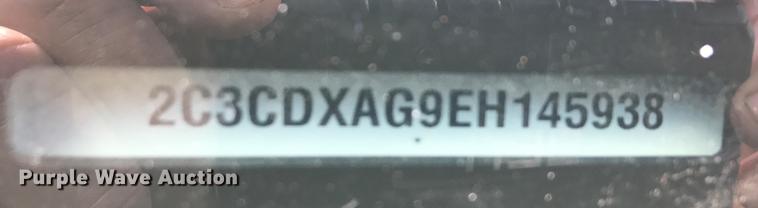 2C3CDXAG9EH145938
Purple Wave Auction